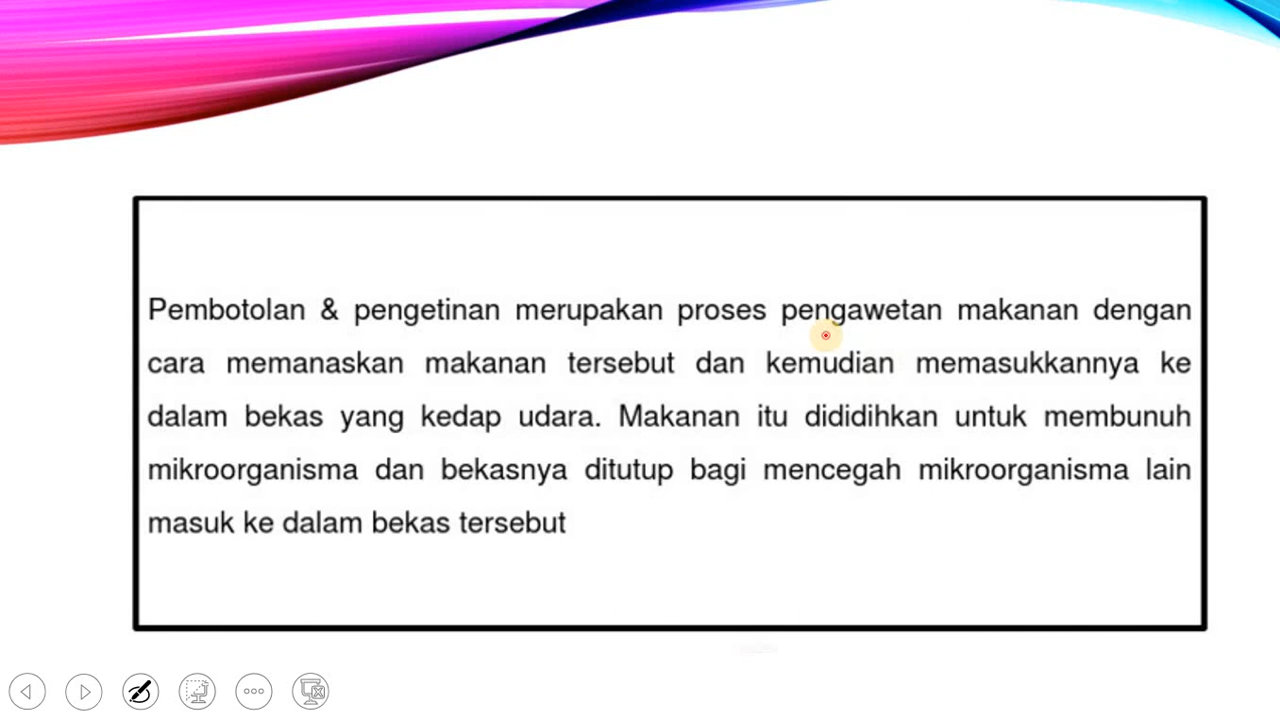 Pembotolan & pengetinan merupakan proses pengawetan makanan dengan
cara memanaskan makanan tersebut dan kemudian memasukkannya ke
dalam bekas yang kedap udara. Makanan itu dididihkan untuk membunuh
mikroorganisma dan bekasnya ditutup bagi mencegah mikroorganisma lain
masuk ke dalam bekas tersebut